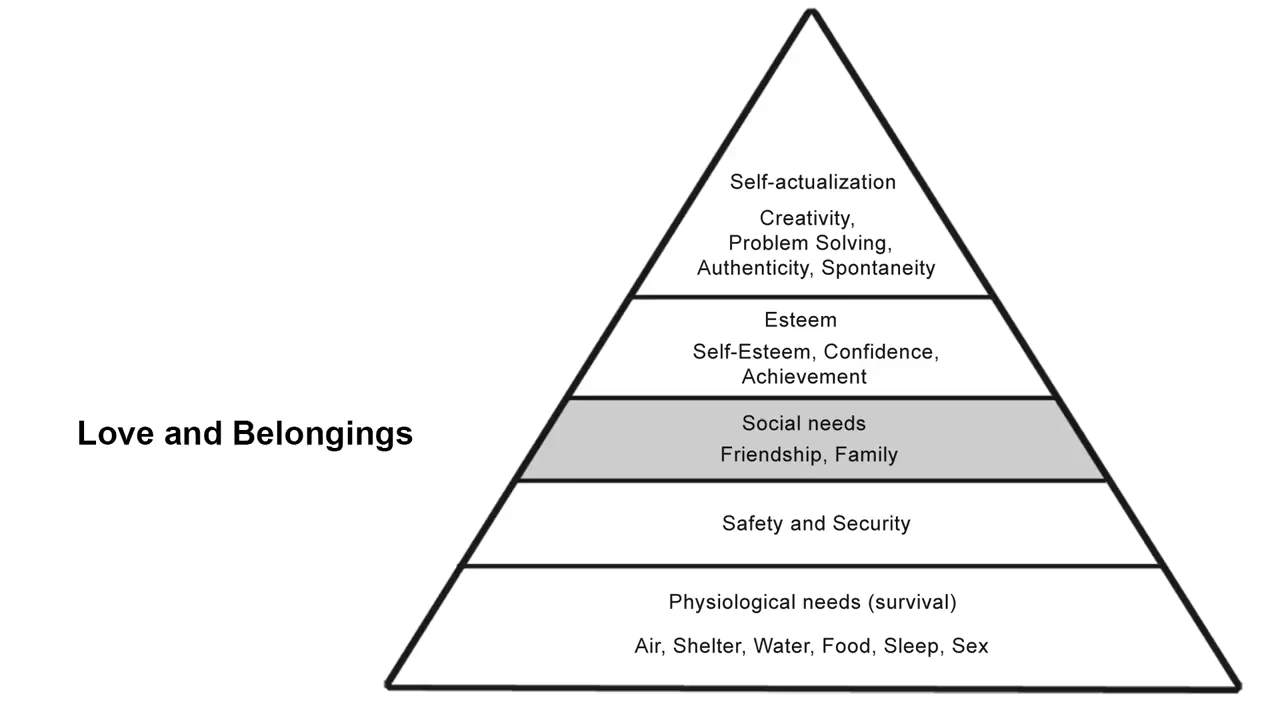 Self-actualization
Creativity,
Problem Solving,
Authenticity, Spontaneity
Esteem
Self-Esteem, Confidence,
Achievement
Love and Belongings
Social needs
Friendship, Family
Safety and Security
Physiological needs (survival)
Air, Shelter, Water, Food, Sleep, Sex